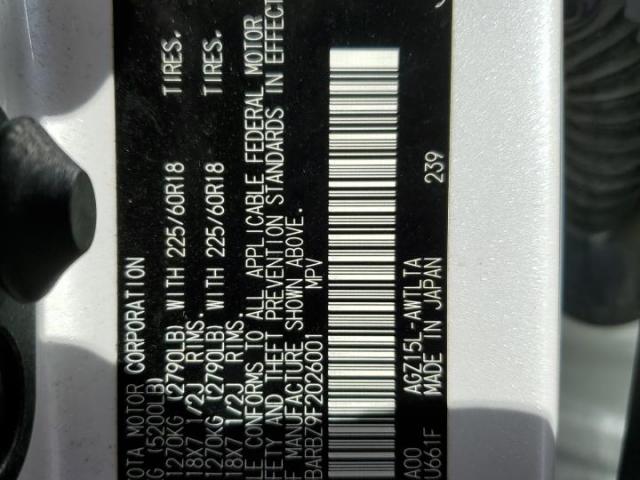 OTA MOTOR CORPORATION
G (5200LB)
1270KG (2790LB) WITH 225/60R18 TIRES.
18X7 1/2J RIMS.
1270KG (2790LB) WITH 225/60R18 TIRES.
18X7 1/2J RIMS.
LE CONFORMS TO ALL APPLICABLE FEDERAL MOTOR
FETY AND THEFT PREVENTION STANDARDS IN EFFECT
F MANUFACTURE SHOWN ABOVE.
BARBZ9F2026001 MPV
A00 AGZ15L-AWTLTA 239
U661F MADE IN JAPAN